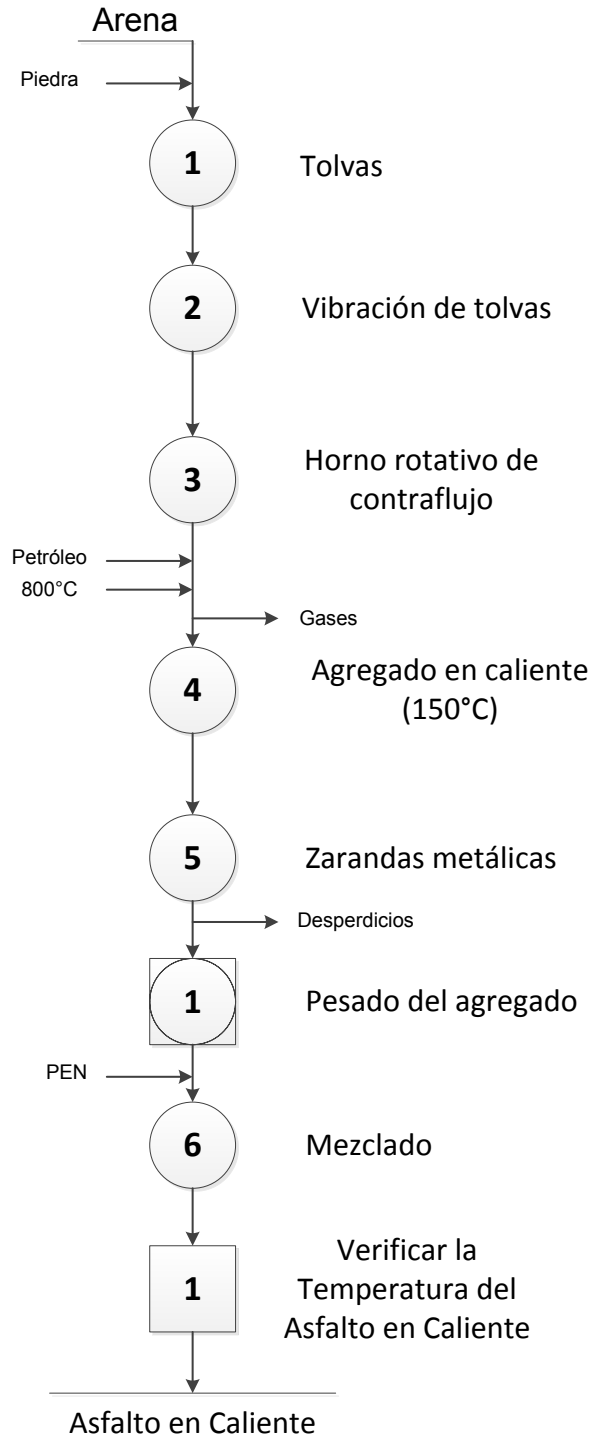 Arena
Piedra
1
Tolvas
2
Vibración de tolvas
3
Horno rotativo de
contraflujo
Petróleo
800°C
Gases
4
Agregado en caliente
(150°C)
5
Zarandas metálicas
Desperdicios
1
Pesado del agregado
PEN
6
Mezclado
1
Verificar la
Temperatura del
Asfalto en Caliente
Asfalto en Caliente